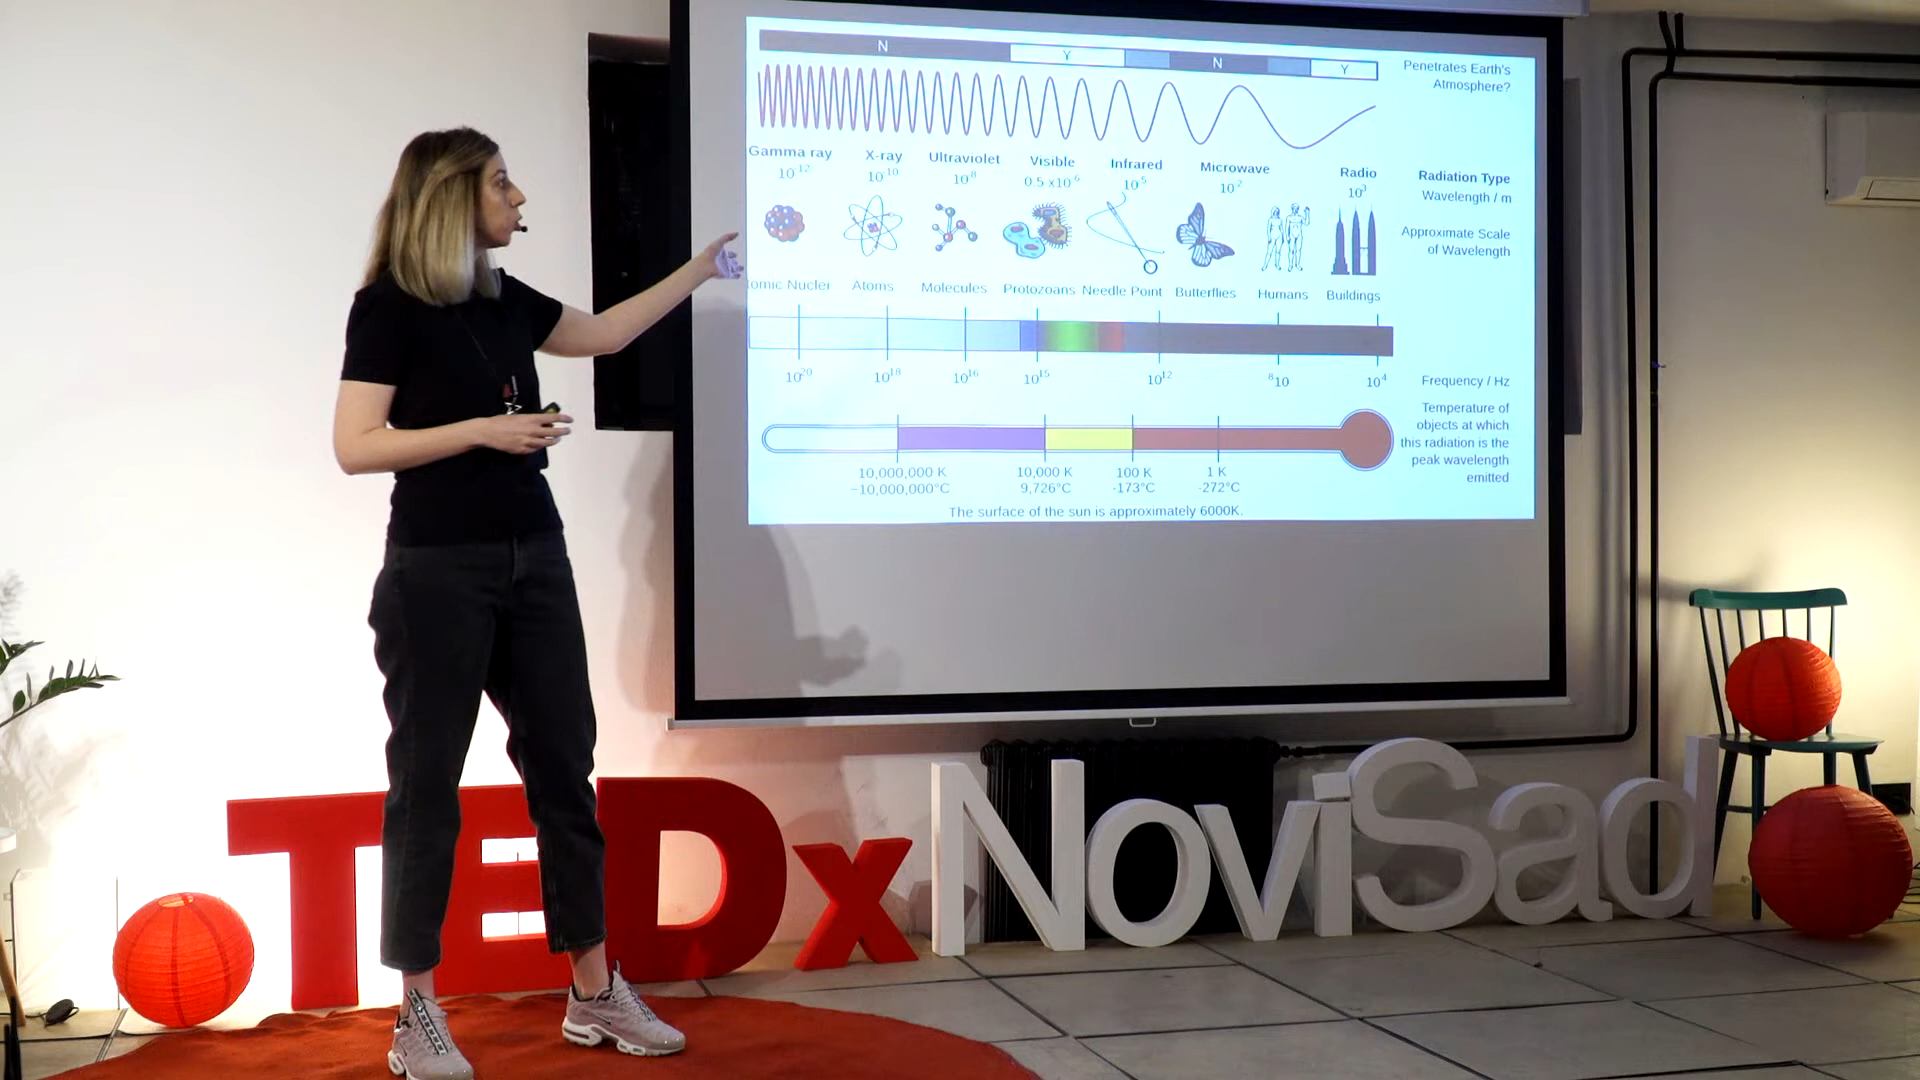 N Y N Y
Penetrates Earth's
Atmosphere?
Gamma ray X-ray Ultraviolet Visible Infrared Microwave Radio
Radiation Type
10⁻¹² 10⁻¹⁰ 10⁻⁸ 0.5 x10⁻⁶ 10⁻⁵ 10⁻² 10³
Wavelength / m
Approximate Scale
of Wavelength
omic Nuclei Atoms Molecules Protozoans Needle Point Butterflies Humans Buildings
10²⁰ 10¹⁸ 10¹⁶ 10¹⁵ 10¹² ⁸10 10⁴
Frequency / Hz
Temperature of
objects at which
this radiation is the
peak wavelength
emitted
10,000,000 K 10,000 K 100 K 1 K
~10,000,000°C 9,726°C -173°C -272°C
The surface of the sun is approximately 6000K.
TEDxNoviSad